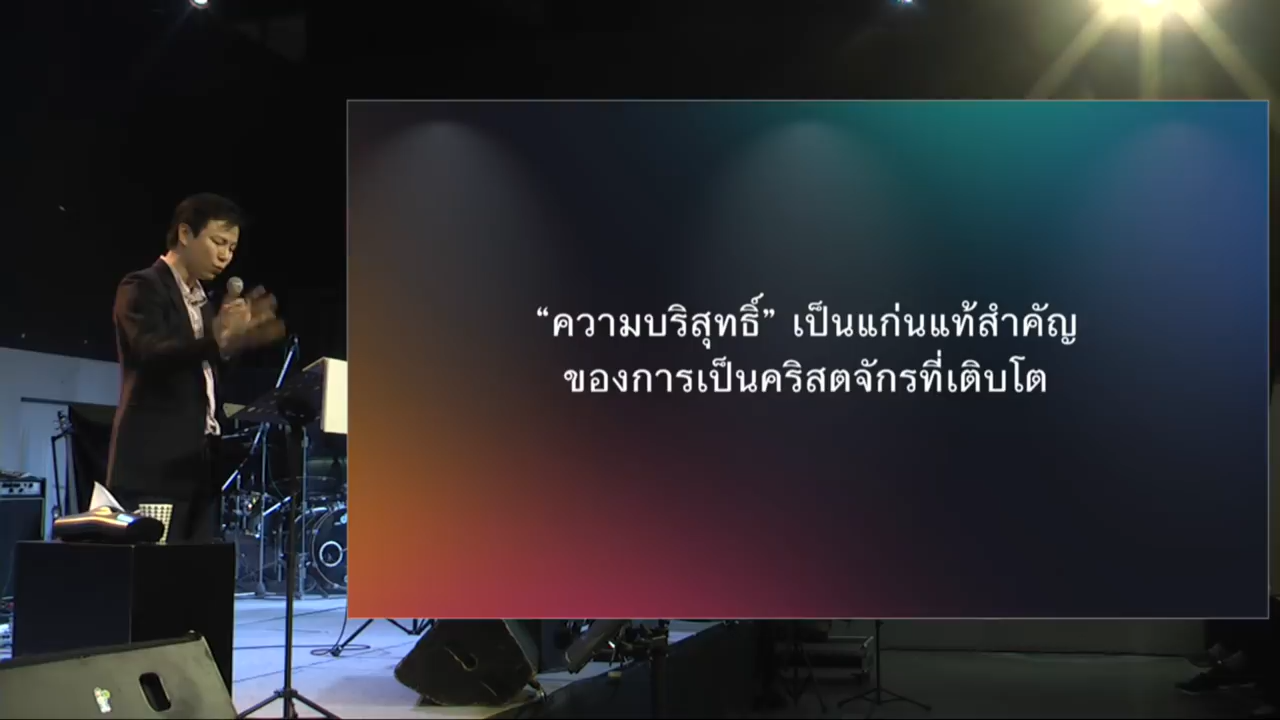 “ความบริสุทธิ์” เป็นแก่นแท้สำคัญ
ของการเป็นคริสตจักรที่เติบโต